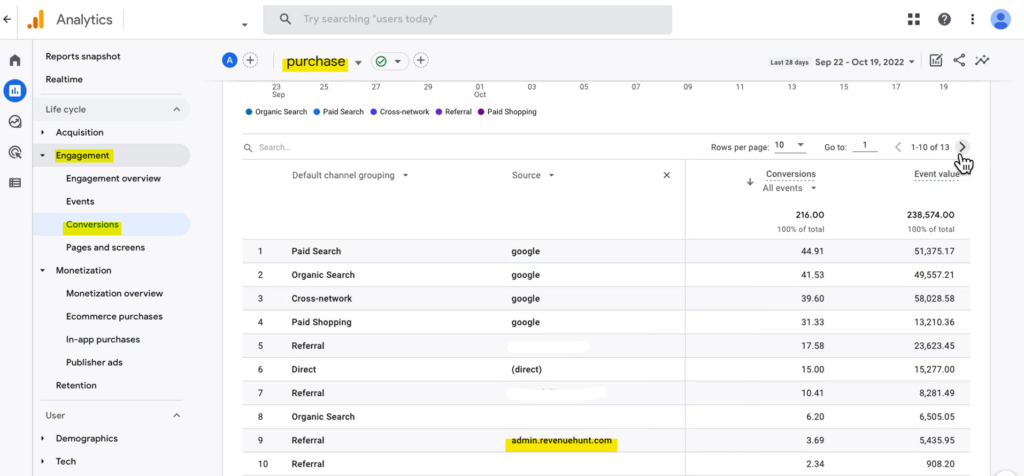 Analytics
Try searching "users today"
Reports snapshot
Realtime
Life cycle
Acquisition
Engagement
Engagement overview
Events
Conversions
Pages and screens
Monetization
Monetization overview
Ecommerce purchases
In-app purchases
Publisher ads
Retention
User
Demographics
Tech
A
purchase
Last 28 days Sep 22 - Oct 19, 2022
23 25 27 29 01 03 05 07 09 11 13 15 17 19
Sep Oct
Organic Search Paid Search Cross-network Referral Paid Shopping
Search... Rows per page: 10 Go to: 1 1-10 of 13
Default channel grouping Source Conversions Event value
All events
216.00 238,574.00
100% of total 100% of total
1 Paid Search google 44.91 51,375.17
2 Organic Search google 41.53 49,557.21
3 Cross-network google 39.60 58,028.58
4 Paid Shopping google 31.33 13,210.36
5 Referral 17.58 23,623.45
6 Direct (direct) 15.00 15,277.00
7 Referral 10.41 8,281.49
8 Organic Search 6.20 6,505.05
9 Referral admin.revenuehunt.com 3.69 5,435.95
10 Referral 2.34 908.20